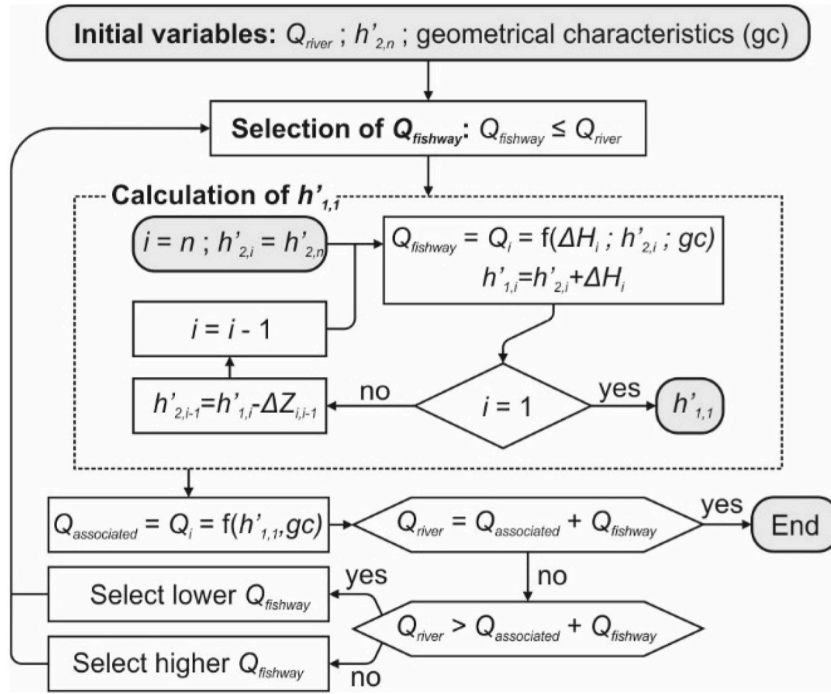 Initial variables: Q_river ; h'_2,n ; geometrical characteristics (gc)
Selection of Q_fishway: Q_fishway ≤ Q_river
Calculation of h'_1,1
i = n ; h'_2,i = h'_2,n
Q_fishway = Q_i = f(ΔH_i ; h'_2,i ; gc)
h'_1,i=h'_2,i+ΔH_i
i = i - 1
h'_2,i-1=h'_1,i-ΔZ_i,i-1
no
i = 1
yes
h'_1,1
Q_associated = Q_i = f(h'_1,1,gc)
Q_river = Q_associated + Q_fishway
yes
End
no
Select lower Q_fishway
yes
Q_river > Q_associated + Q_fishway
Select higher Q_fishway
no